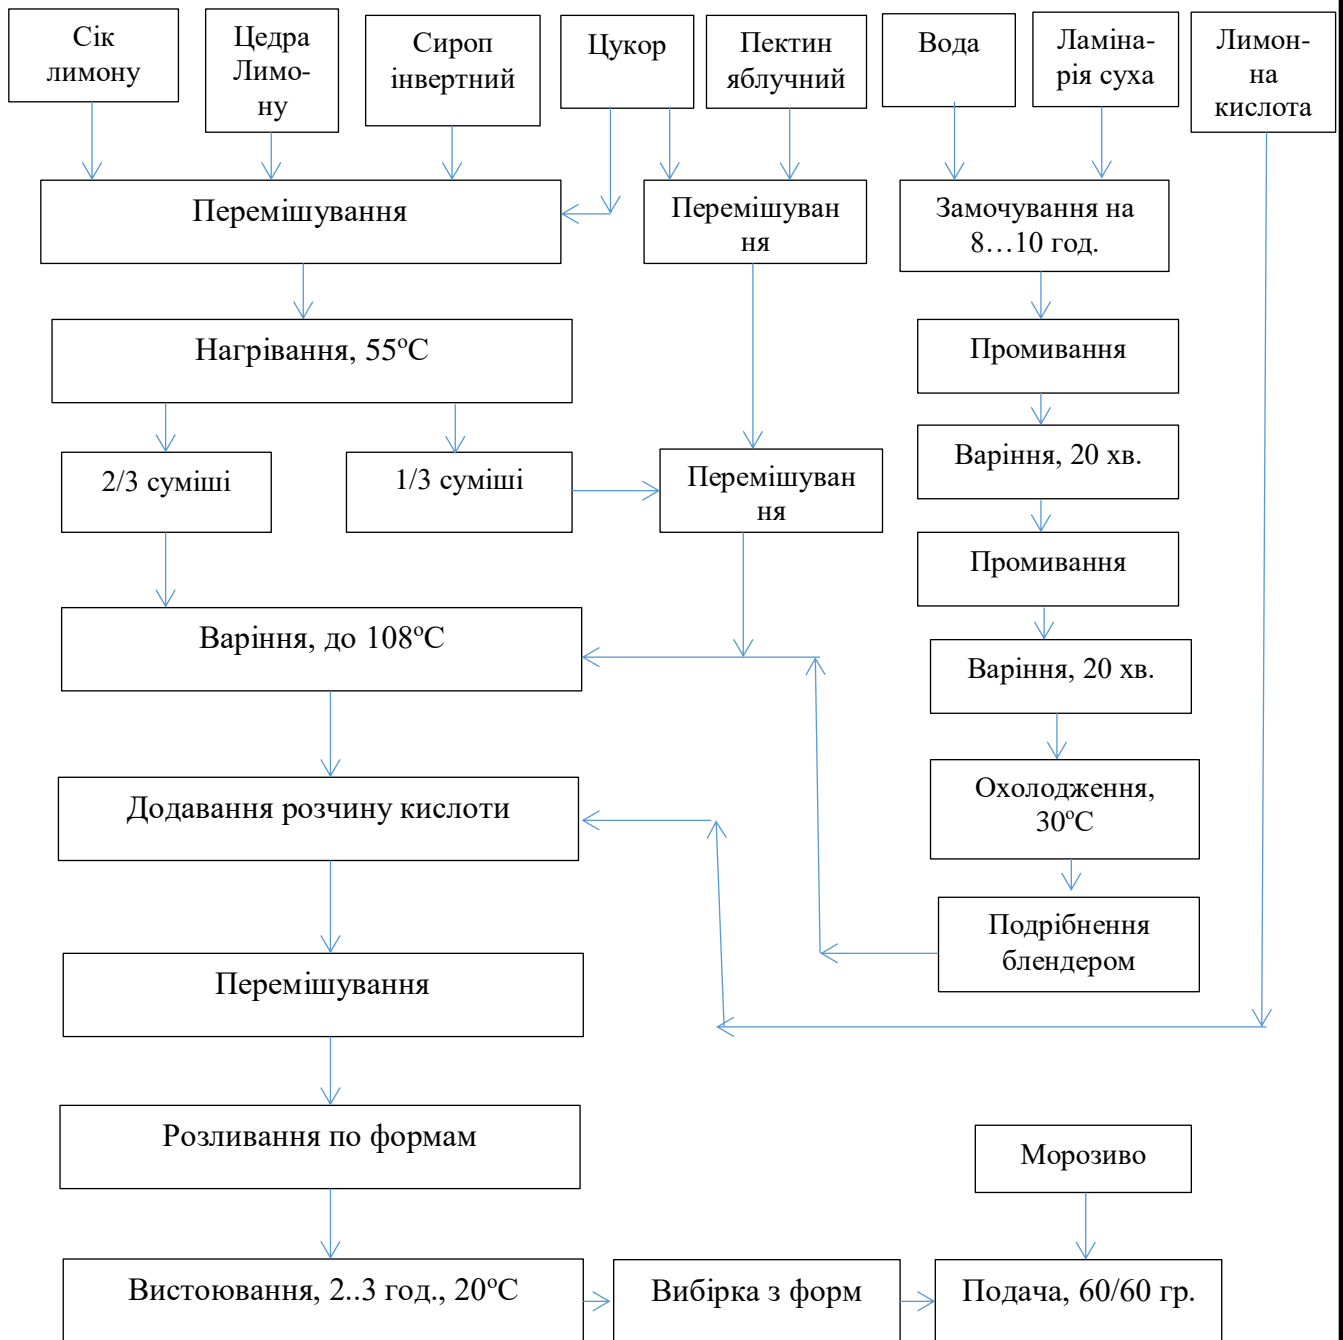 Сік
лимону
Цедра
Лимо-
ну
Сироп
інвертний
Цукор
Пектин
яблучний
Вода
Ламіна-
рія суха
Лимон-
на
кислота
Перемішування
Перемішуван
ня
Замочування на
8…10 год.
Нагрівання, 55ºС
Промивання
2/3 суміші
1/3 суміші
Перемішуван
ня
Варіння, 20 хв.
Промивання
Варіння, до 108ºС
Варіння, 20 хв.
Додавання розчину кислоти
Охолодження,
30ºС
Подрібнення
блендером
Перемішування
Розливання по формам
Морозиво
Вистоювання, 2..3 год., 20ºС
Вибірка з форм
Подача, 60/60 гр.